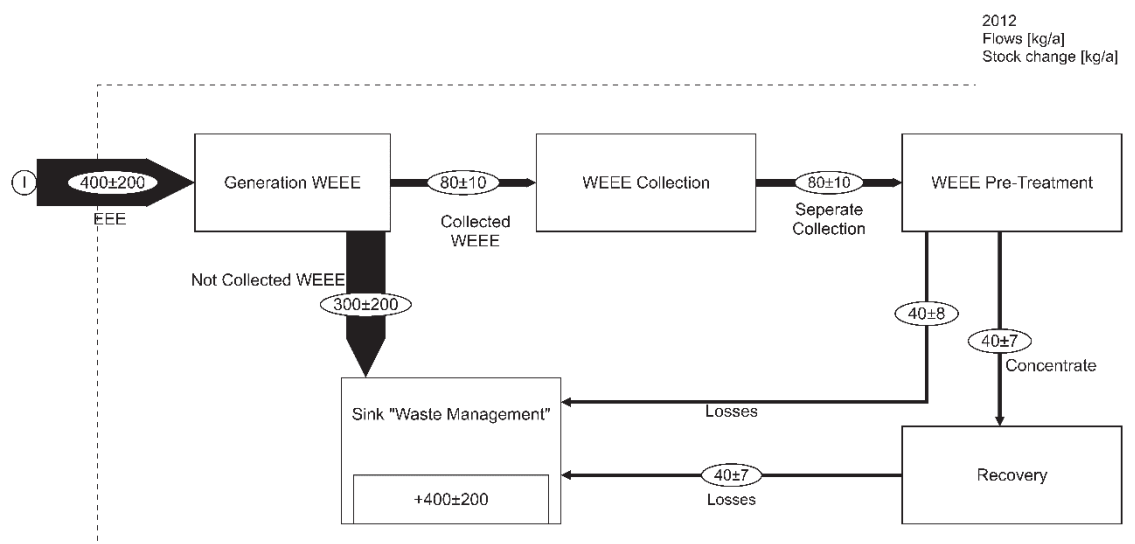 2012
Flows [kg/a]
Stock change [kg/a]
I
400±200
EEE
Generation WEEE
80±10
Collected
WEEE
WEEE Collection
80±10
Seperate
Collection
WEEE Pre-Treatment
Not Collected WEEE
300±200
40±8
40±7
Concentrate
Sink "Waste Management"
Losses
+400±200
40±7
Losses
Recovery